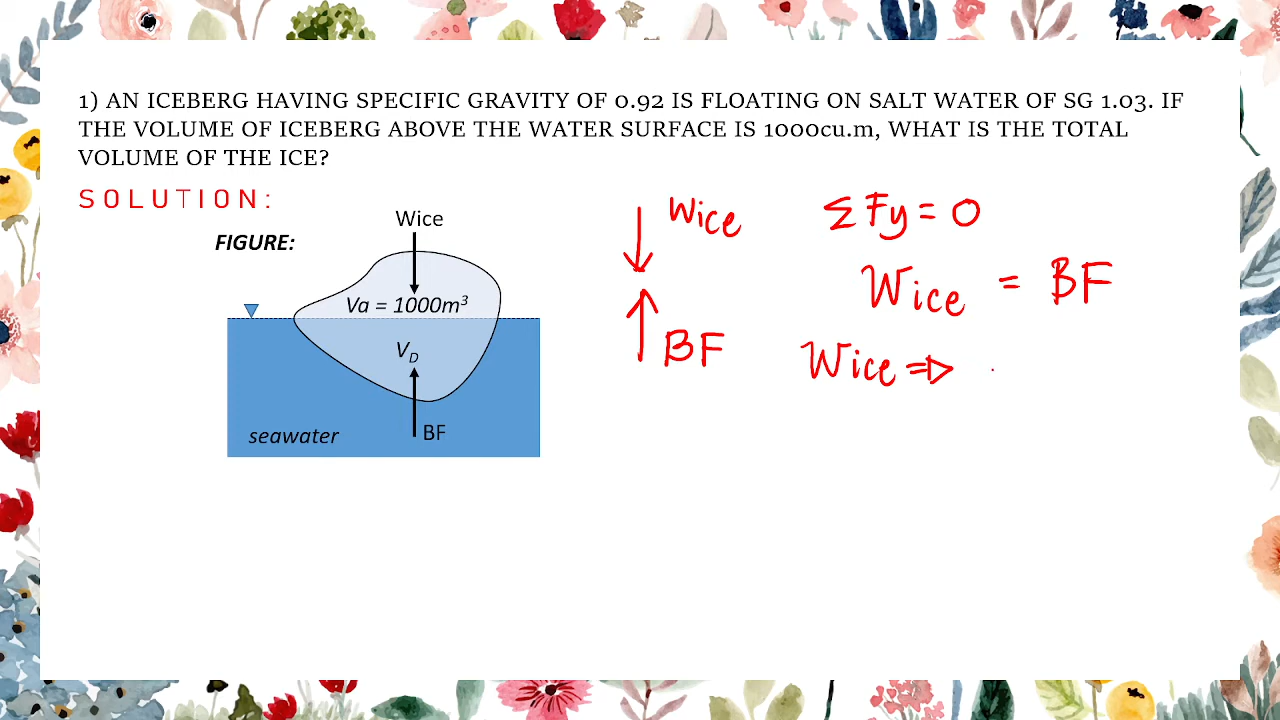 1) AN ICEBERG HAVING SPECIFIC GRAVITY OF 0.92 IS FLOATING ON SALT WATER OF SG 1.03. IF
THE VOLUME OF ICEBERG ABOVE THE WATER SURFACE IS 1000cu.m, WHAT IS THE TOTAL
VOLUME OF THE ICE?
SOLUTION:
FIGURE:
Wice
Va = 1000m³
V_D
BF
seawater
Wice
BF
ΣFy = 0
Wice = BF
Wice ⇒